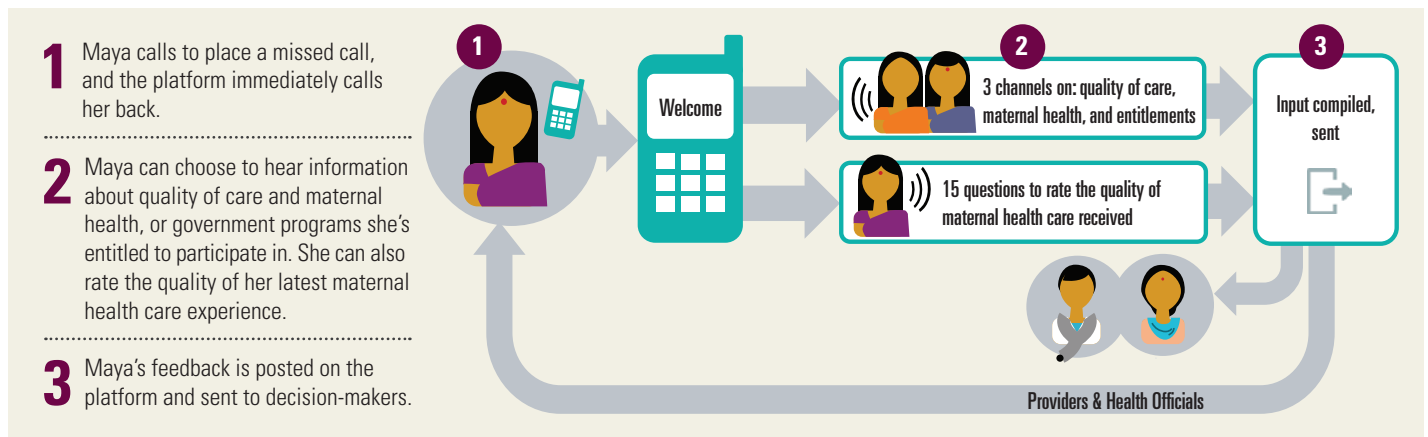 1 Maya calls to place a missed call,
and the platform immediately calls
her back.
2 Maya can choose to hear information
about quality of care and maternal
health, or government programs she's
entitled to participate in. She can also
rate the quality of her latest maternal
health care experience.
3 Maya's feedback is posted on the
platform and sent to decision-makers.
1
Welcome
2
3 channels on: quality of care,
maternal health, and entitlements
15 questions to rate the quality of
maternal health care received
3
Input compiled,
sent
Providers & Health Officials